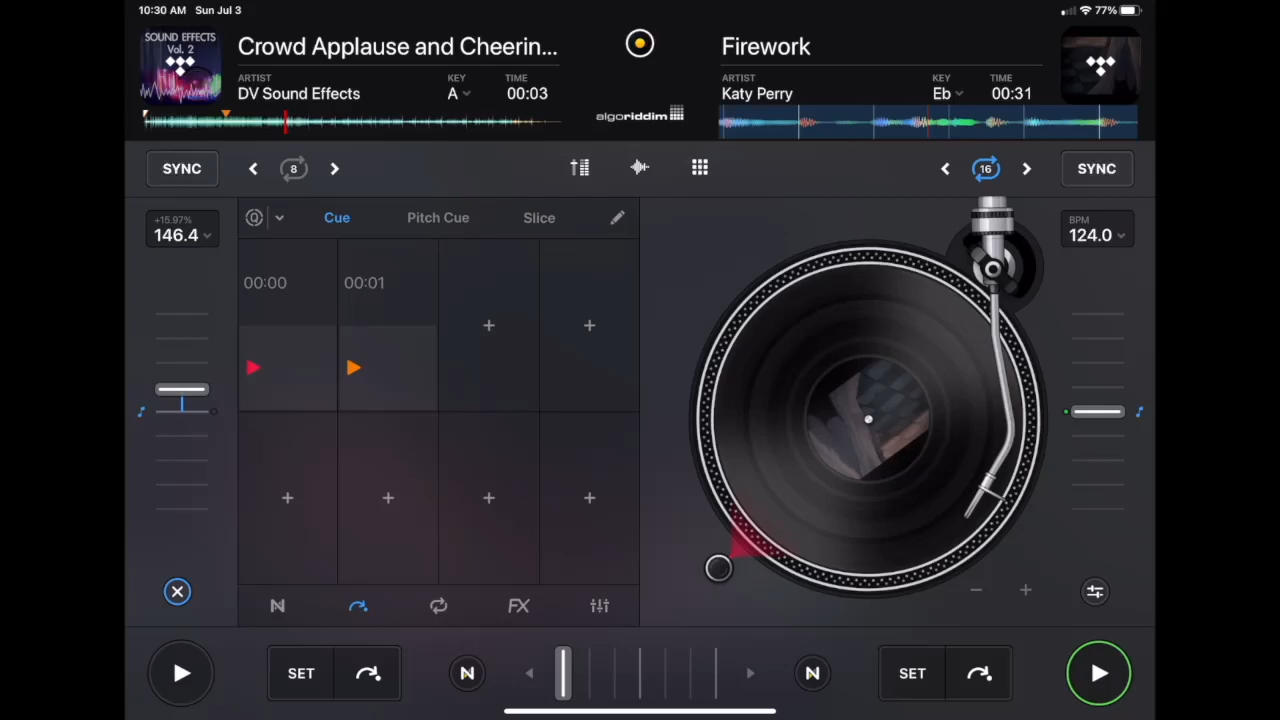 10:30 AM Sun Jul 3
77%
SOUND EFFECTS
Vol. 2
Crowd Applause and Cheerin...
ARTIST
KEY
TIME
DV Sound Effects
A
00:03
algoriddim
Firework
ARTIST
KEY
TIME
Katy Perry
Eb
00:31
SYNC
8
16
SYNC
+15.97%
146.4
Cue
Pitch Cue
Slice
BPM
124.0
00:00
00:01
+
+
+
+
+
+
− +
N
FX
SET
N
N
SET